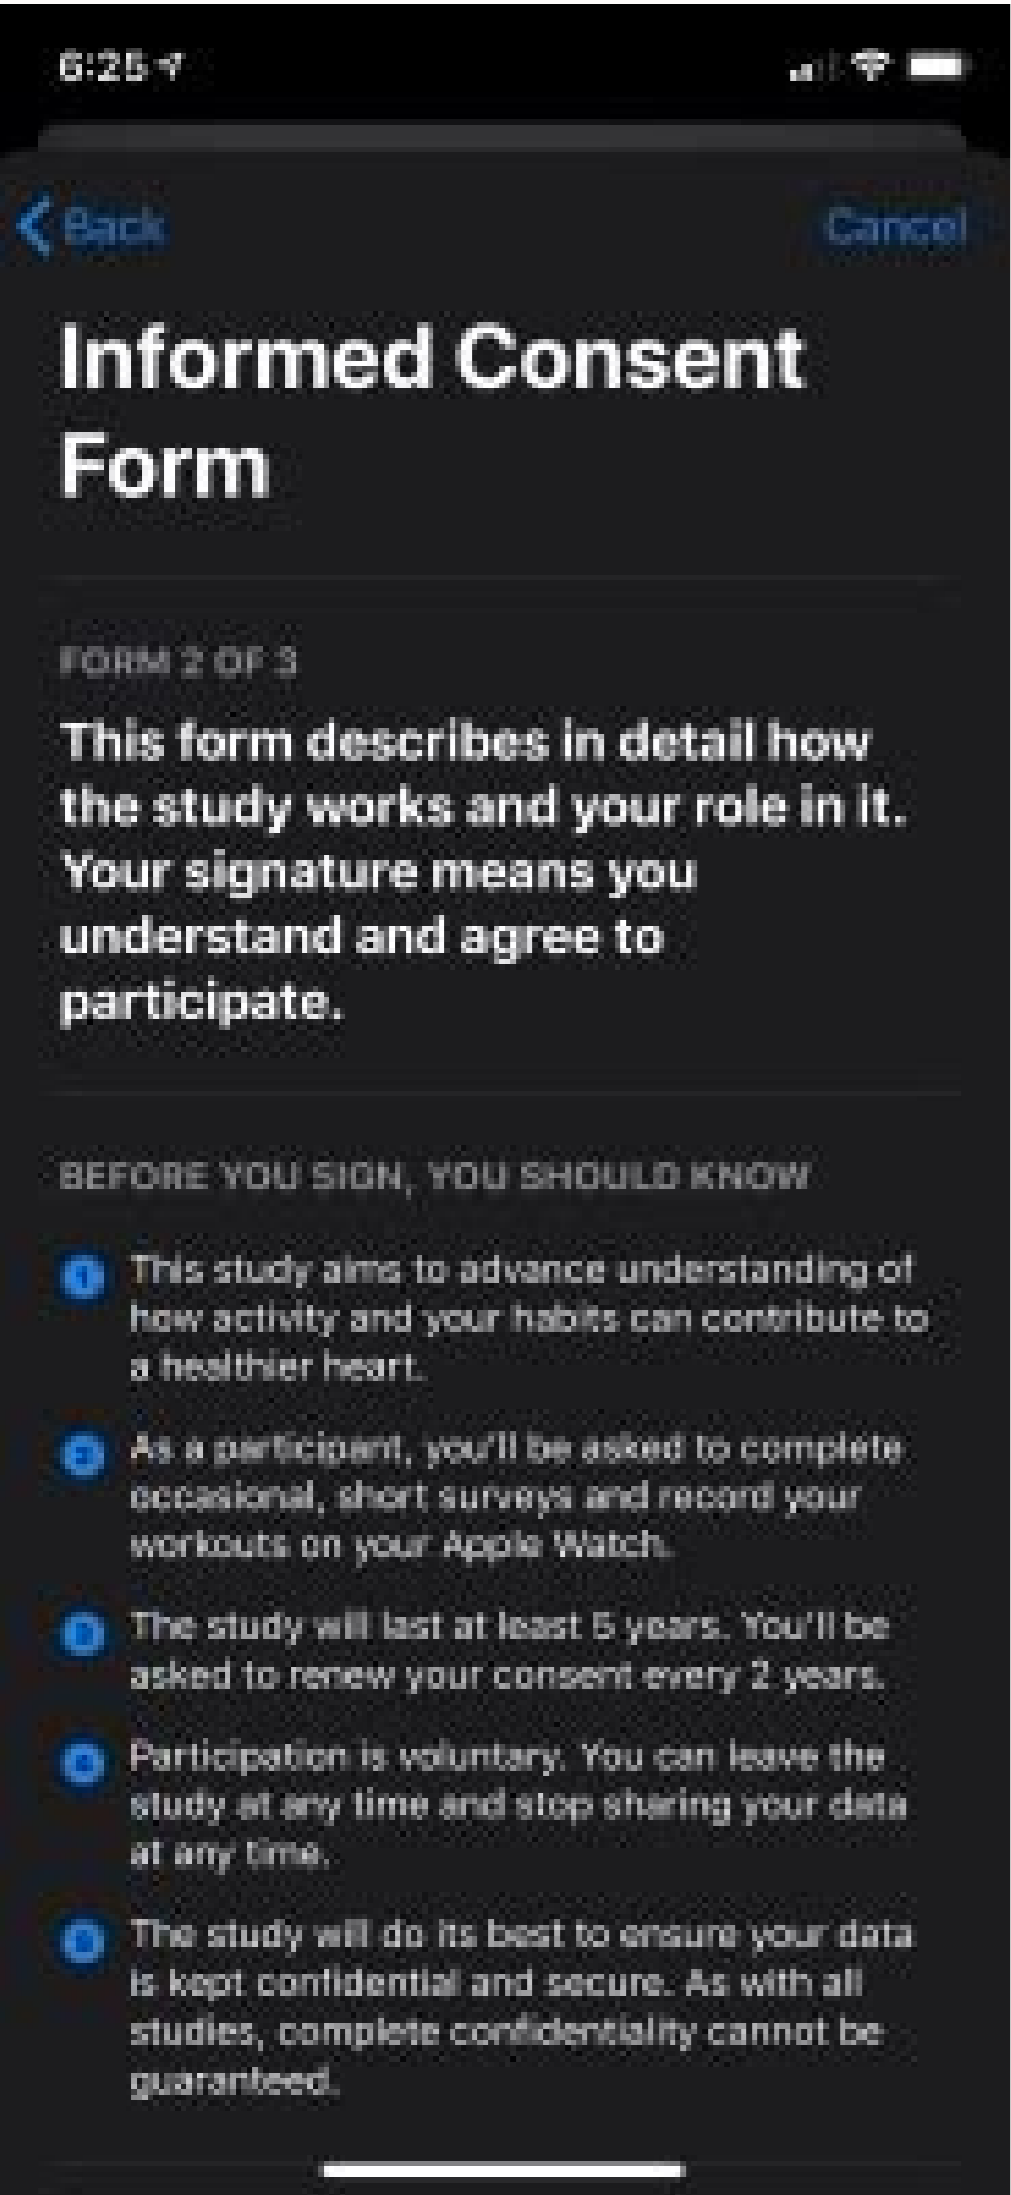 6:25
Back
Cancel
Informed Consent
Form
FORM 2 OF 3
This form describes in detail how
the study works and your role in it.
Your signature means you
understand and agree to
participate.
BEFORE YOU SIGN, YOU SHOULD KNOW
This study aims to advance understanding of
how activity and your habits can contribute to
a healthier heart.
As a participant, you'll be asked to complete
occasional, short surveys and record your
workouts on your Apple Watch.
The study will last at least 5 years. You'll be
asked to renew your consent every 2 years.
Participation is voluntary. You can leave the
study at any time and stop sharing your data
at any time.
The study will do its best to ensure your data
is kept confidential and secure. As with all
studies, complete confidentiality cannot be
guaranteed.